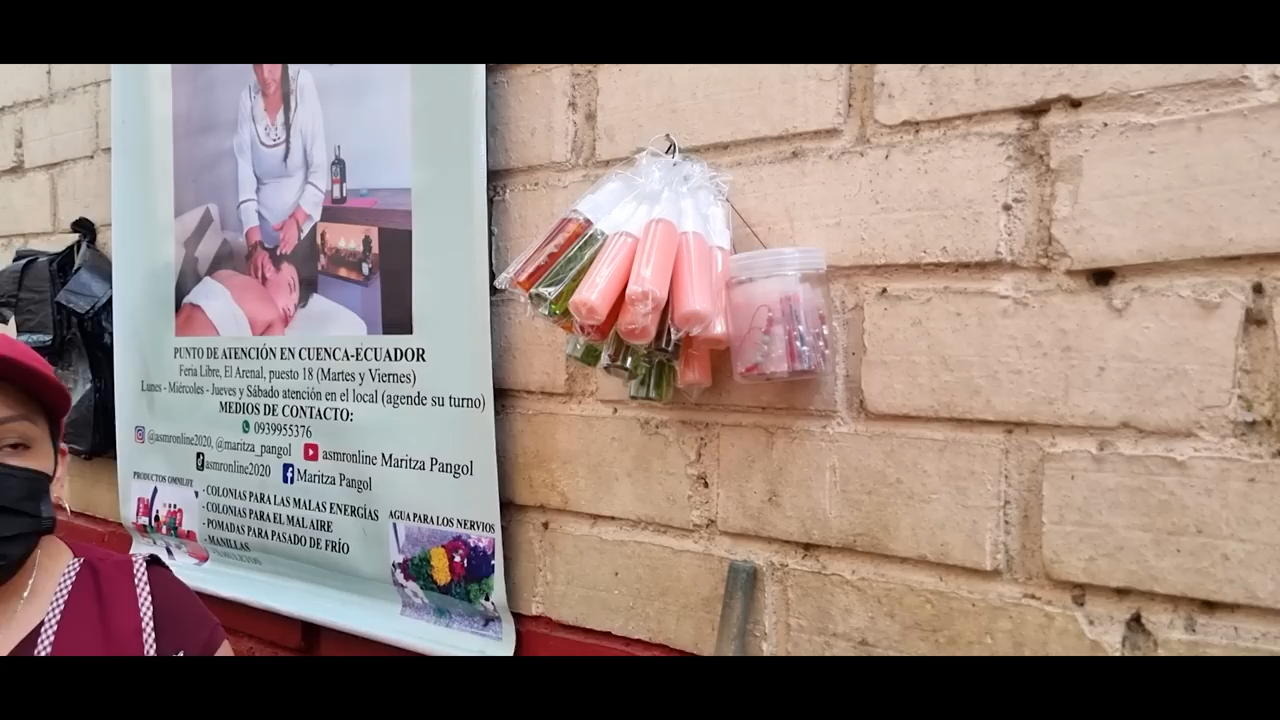 PUNTO DE ATENCIÓN EN CUENCA-ECUADOR
Feria Libre, El Arenal, puesto 18 (Martes y Viernes)
Lunes - Miércoles - Jueves y Sábado atención en el local (agende su turno)
MEDIOS DE CONTACTO:
0939955376
@asmronline2020, @maritza_pangol
asmronline Maritza Pangol
asmronline2020
Maritza Pangol
PRODUCTOS OMNILIFE
- COLONIAS PARA LAS MALAS ENERGÍAS
- COLONIAS PARA EL MAL AIRE
- POMADAS PARA PASADO DE FRÍO
- MANILLAS
AGUA PARA LOS NERVIOS